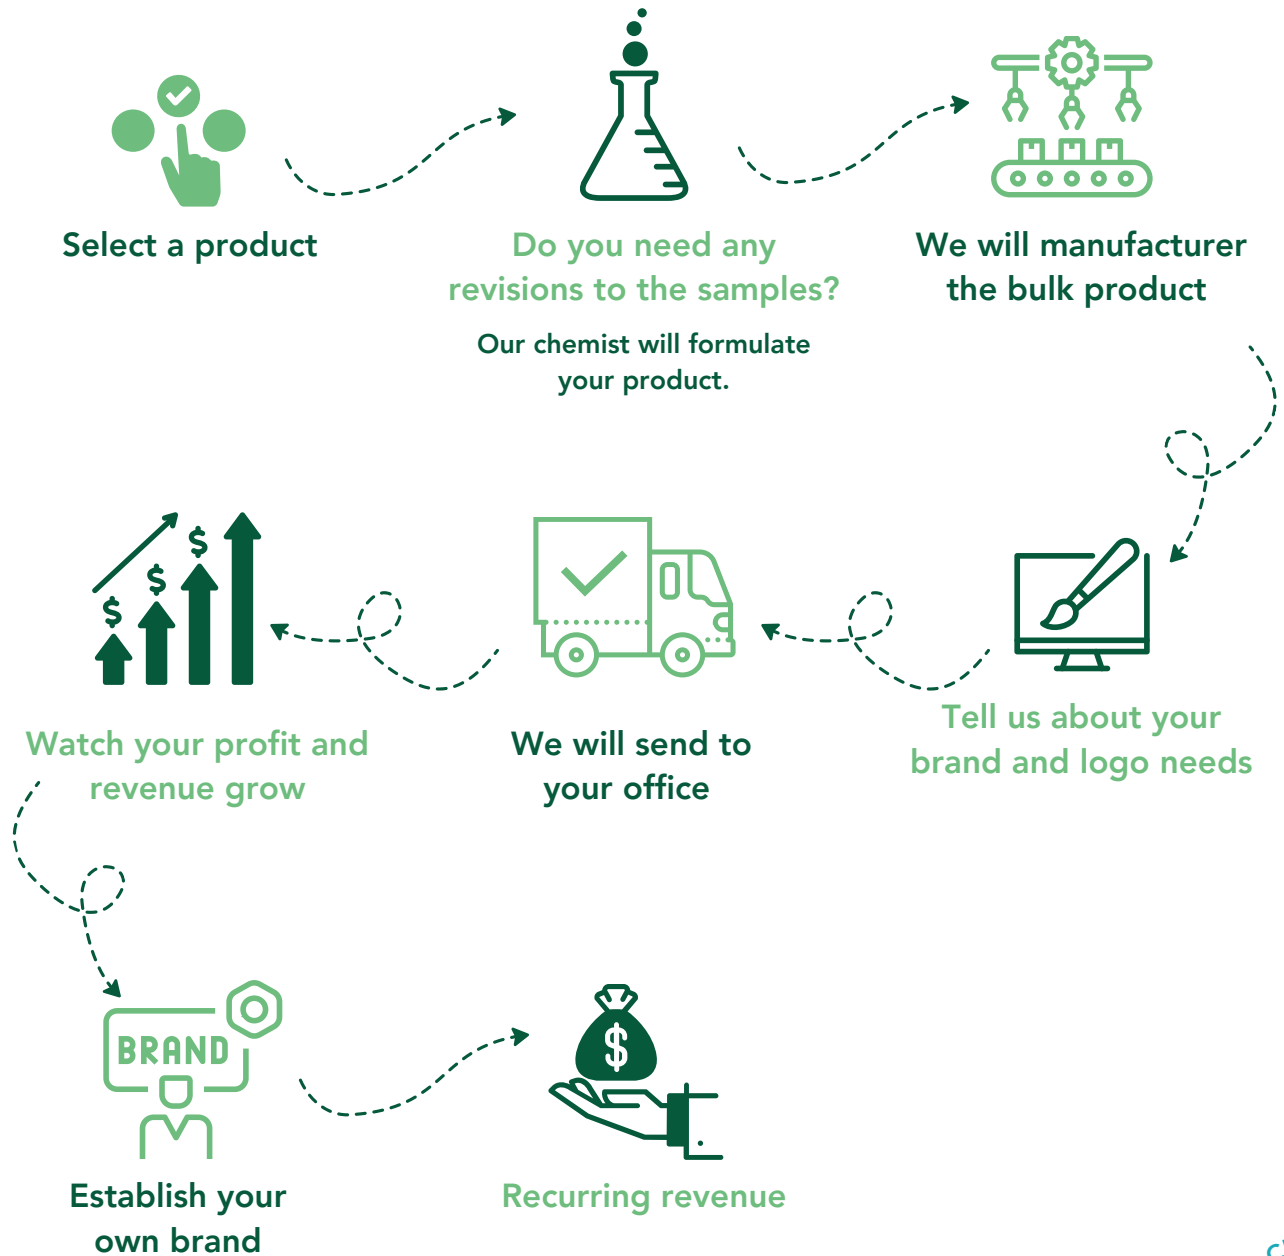 Select a product
Do you need any
revisions to the samples?
Our chemist will formulate
your product.
We will manufacturer
the bulk product
Tell us about your
brand and logo needs
We will send to
your office
$
$
$
Watch your profit and
revenue grow
BRAND
Establish your
own brand
$
Recurring revenue